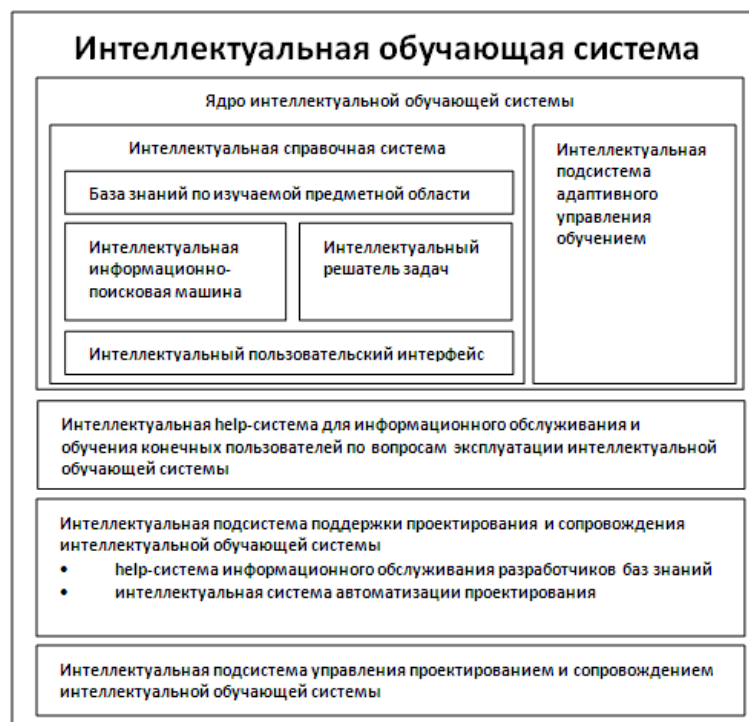 Интеллектуальная обучающая система
Ядро интеллектуальной обучающей системы
Интеллектуальная справочная система
База знаний по изучаемой предметной области
Интеллектуальная
информационно-
поисковая машина
Интеллектуальный
решатель задач
Интеллектуальный пользовательский интерфейс
Интеллектуальная
подсистема
адаптивного
управления
обучением
Интеллектуальная help-система для информационного обслуживания и
обучения конечных пользователей по вопросам эксплуатации интеллектуальной
обучающей системы
Интеллектуальная подсистема поддержки проектирования и сопровождения
интеллектуальной обучающей системы
• help-система информационного обслуживания разработчиков баз знаний
• интеллектуальная система автоматизации проектирования
Интеллектуальная подсистема управления проектированием и сопровождением
интеллектуальной обучающей системы